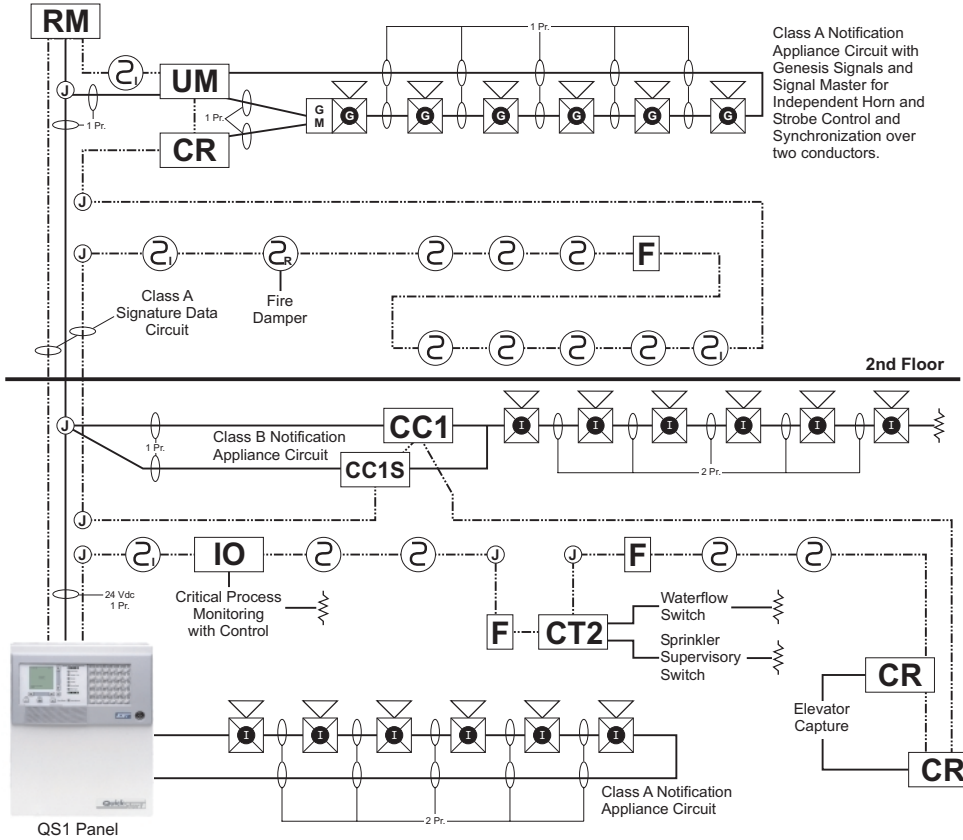 RM
1 Pr.
Class A Notification
Appliance Circuit with
Genesis Signals and
Signal Master for
Independent Horn and
Strobe Control and
Synchronization over
two conductors.
I
UM
J
1 Pr.
1 Pr.
1 Pr.
G
M
G
G
G
G
G
G
CR
J
J
I
R
F
Class A
Signature Data
Circuit
Fire
Damper
I
2nd Floor
J
1 Pr.
Class B Notification
Appliance Circuit
CC1
CC1S
I
I
I
I
I
I
2 Pr.
J
J
I
IO
J
J
F
24 Vdc
1 Pr.
Critical Process
Monitoring
with Control
F
CT2
Waterflow
Switch
Sprinkler
Supervisory
Switch
CR
Elevator
Capture
CR
I
I
I
I
I
I
2 Pr.
Class A Notification
Appliance Circuit
QS1 Panel